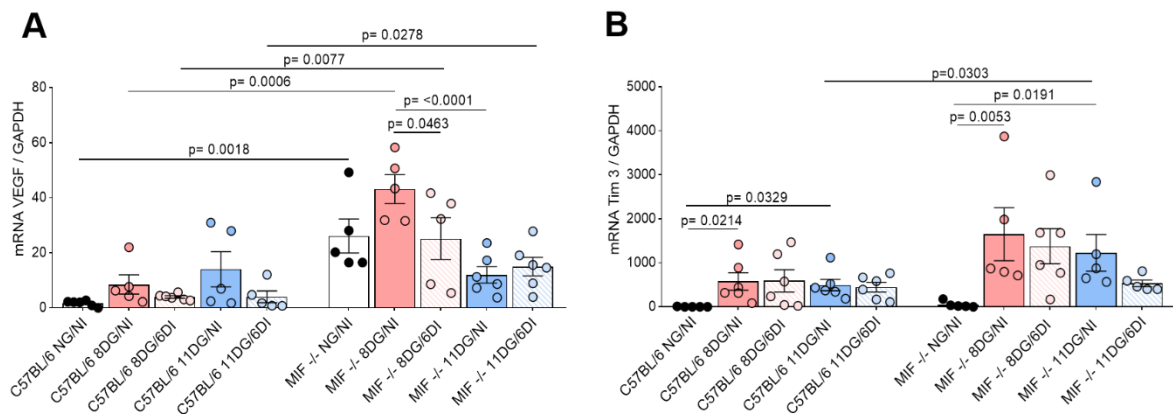 A
mRNA VEGF / GAPDH
80
60
40
20
0
p= 0.0278
p= 0.0077
p= 0.0006
p= <0.0001
p= 0.0463
p= 0.0018
C57BL/6 NG/NI
C57BL/6 8DG/NI
C57BL/6 8DG/6DI
C57BL/6 11DG/NI
C57BL/6 11DG/6DI
MIF -/- NG/NI
MIF -/- 8DG/NI
MIF -/- 8DG/6DI
MIF -/- 11DG/NI
MIF -/- 11DG/6DI
B
mRNA Tim 3 / GAPDH
5000
4000
3000
2000
1000
0
p=0.0303
p= 0.0191
p= 0.0053
p= 0.0329
p= 0.0214
C57BL/6 NG/NI
C57BL/6 8DG/NI
C57BL/6 8DG/6DI
C57BL/6 11DG/NI
C57BL/6 11DG/6DI
MIF -/- NG/NI
MIF -/- 8DG/NI
MIF -/- 8DG/6DI
MIF -/- 11DG/NI
MIF -/- 11DG/6DI